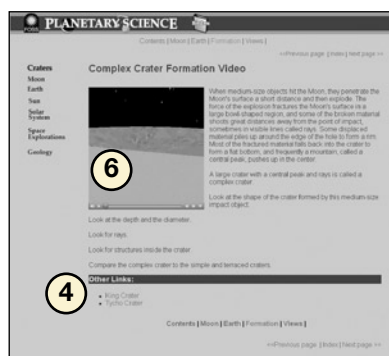 PLANETARY SCIENCE
Contents | Moon | Earth | Formation | Views |
<<Previous page | Index | Next page >>
Craters
Moon
Earth
Sun
Solar
System
Space
Explorations
Geology
Complex Crater Formation Video
When medium-size objects hit the Moon, they penetrate the
Moon's surface a short distance and then explode. The
force of the explosion fractures the Moon's surface in a
large bowl-shaped region, and some of the broken material
shoots great distances away from the point of impact,
sometimes in visible lines called rays. Some displaced
material piles up around the edge of the hole to form a rim.
Most of the fractured material falls back into the crater to
form a flat bottom, and frequently a mountain, called a
central peak, pushes up in the center.
A large crater with a central peak and rays is called a
complex crater.
Look at the shape of the crater formed by this medium-size
impact object.
6
Look at the depth and the diameter.
Look for rays.
Look for structures inside the crater.
Compare the complex crater to the simple and terraced craters.
Other Links:
4
King Crater
Tycho Crater
Contents | Moon | Earth | Formation | Views |
<<Previous page | Index | Next page >>